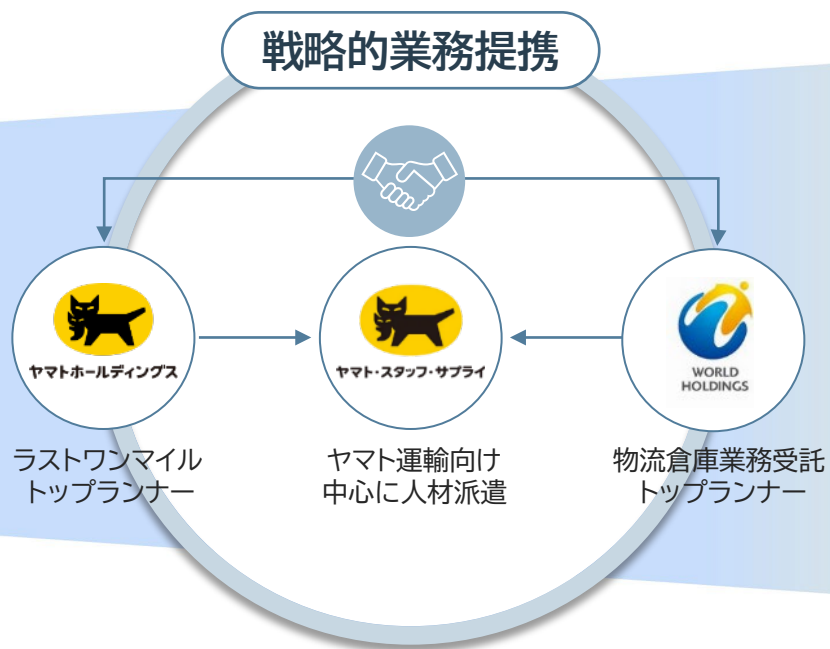 戦略的業務提携
ヤマトホールディングス
ヤマト・スタッフ・サプライ
WORLD
HOLDINGS
ラストワンマイル
トップランナー
ヤマト運輸向け
中心に人材派遣
物流倉庫業務受託
トップランナー